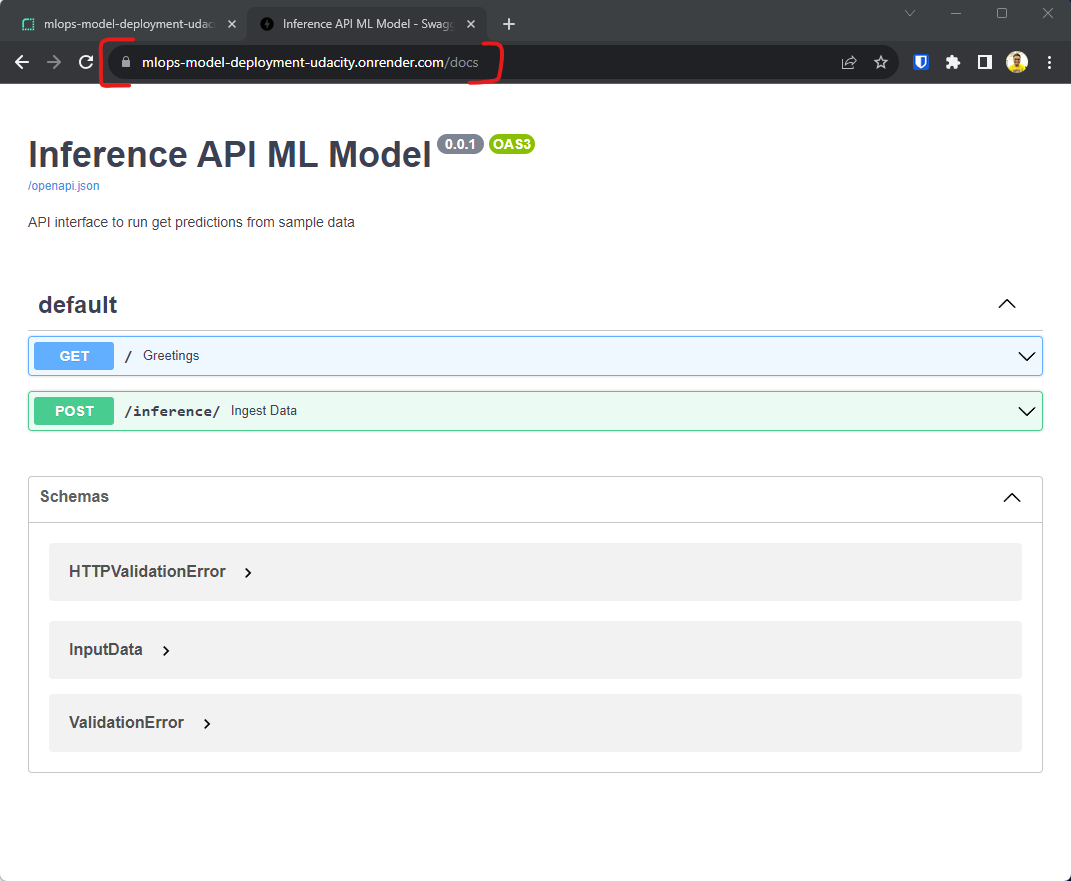 mlops-model-deployment-udac
Inference API ML Model - Swagg
mlops-model-deployment-udacity.onrender.com/docs
Inference API ML Model 0.0.1 OAS3
/openapi.json
API interface to run get predictions from sample data
default
GET / Greetings
POST /inference/ Ingest Data
Schemas
HTTPValidationError
InputData
ValidationError